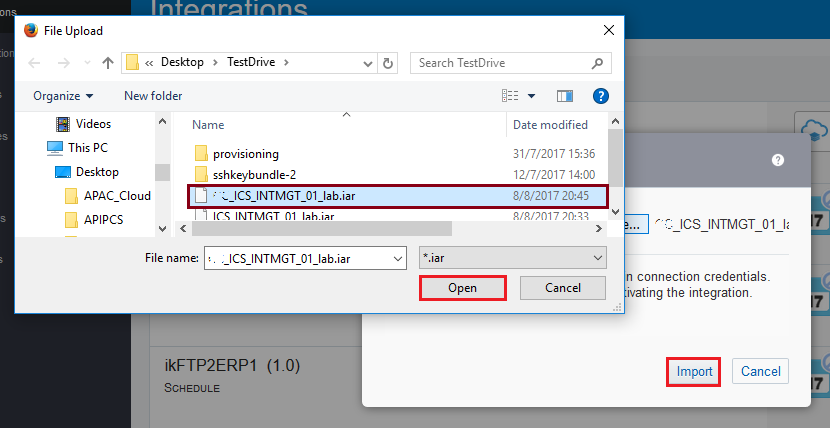 Integrations
File Upload
Desktop
TestDrive
Search TestDrive
Organize
New folder
Videos
This PC
Desktop
APAC_Cloud
APIPCS
Name
Date modified
provisioning
31/7/2017 15:36
sshkeybundle-2
12/7/2017 14:00
_ICS_INTMGT_01_lab.iar
8/8/2017 20:45
ICS_INTMGT_01_lab.iar
8/8/2017 20:33
File name:
_ICS_INTMGT_01_lab.iar
*.iar
Open
Cancel
e...
_ICS_INTMGT_01_la
n connection credentials.
tivating the integration.
Import
Cancel
ikFTP2ERP1 (1.0)
SCHEDULE